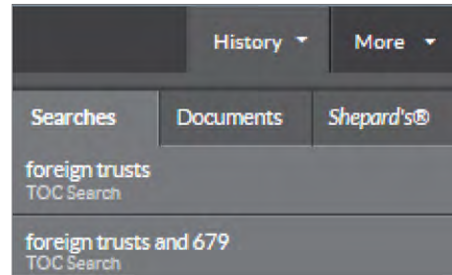 History More
Searches Documents Shepard's®
foreign trusts
TOC Search
foreign trusts and 679
TOC Search